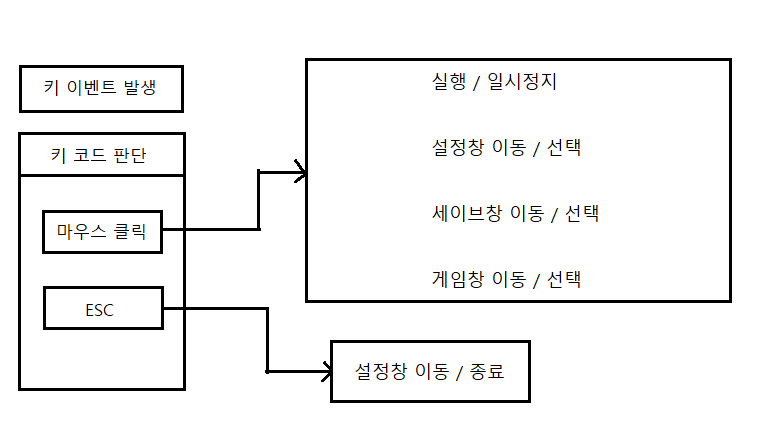 키 이벤트 발생
키 코드 판단
마우스 클릭
ESC
실행 / 일시정지
설정창 이동 / 선택
세이브창 이동 / 선택
게임창 이동 / 선택
설정창 이동 / 종료